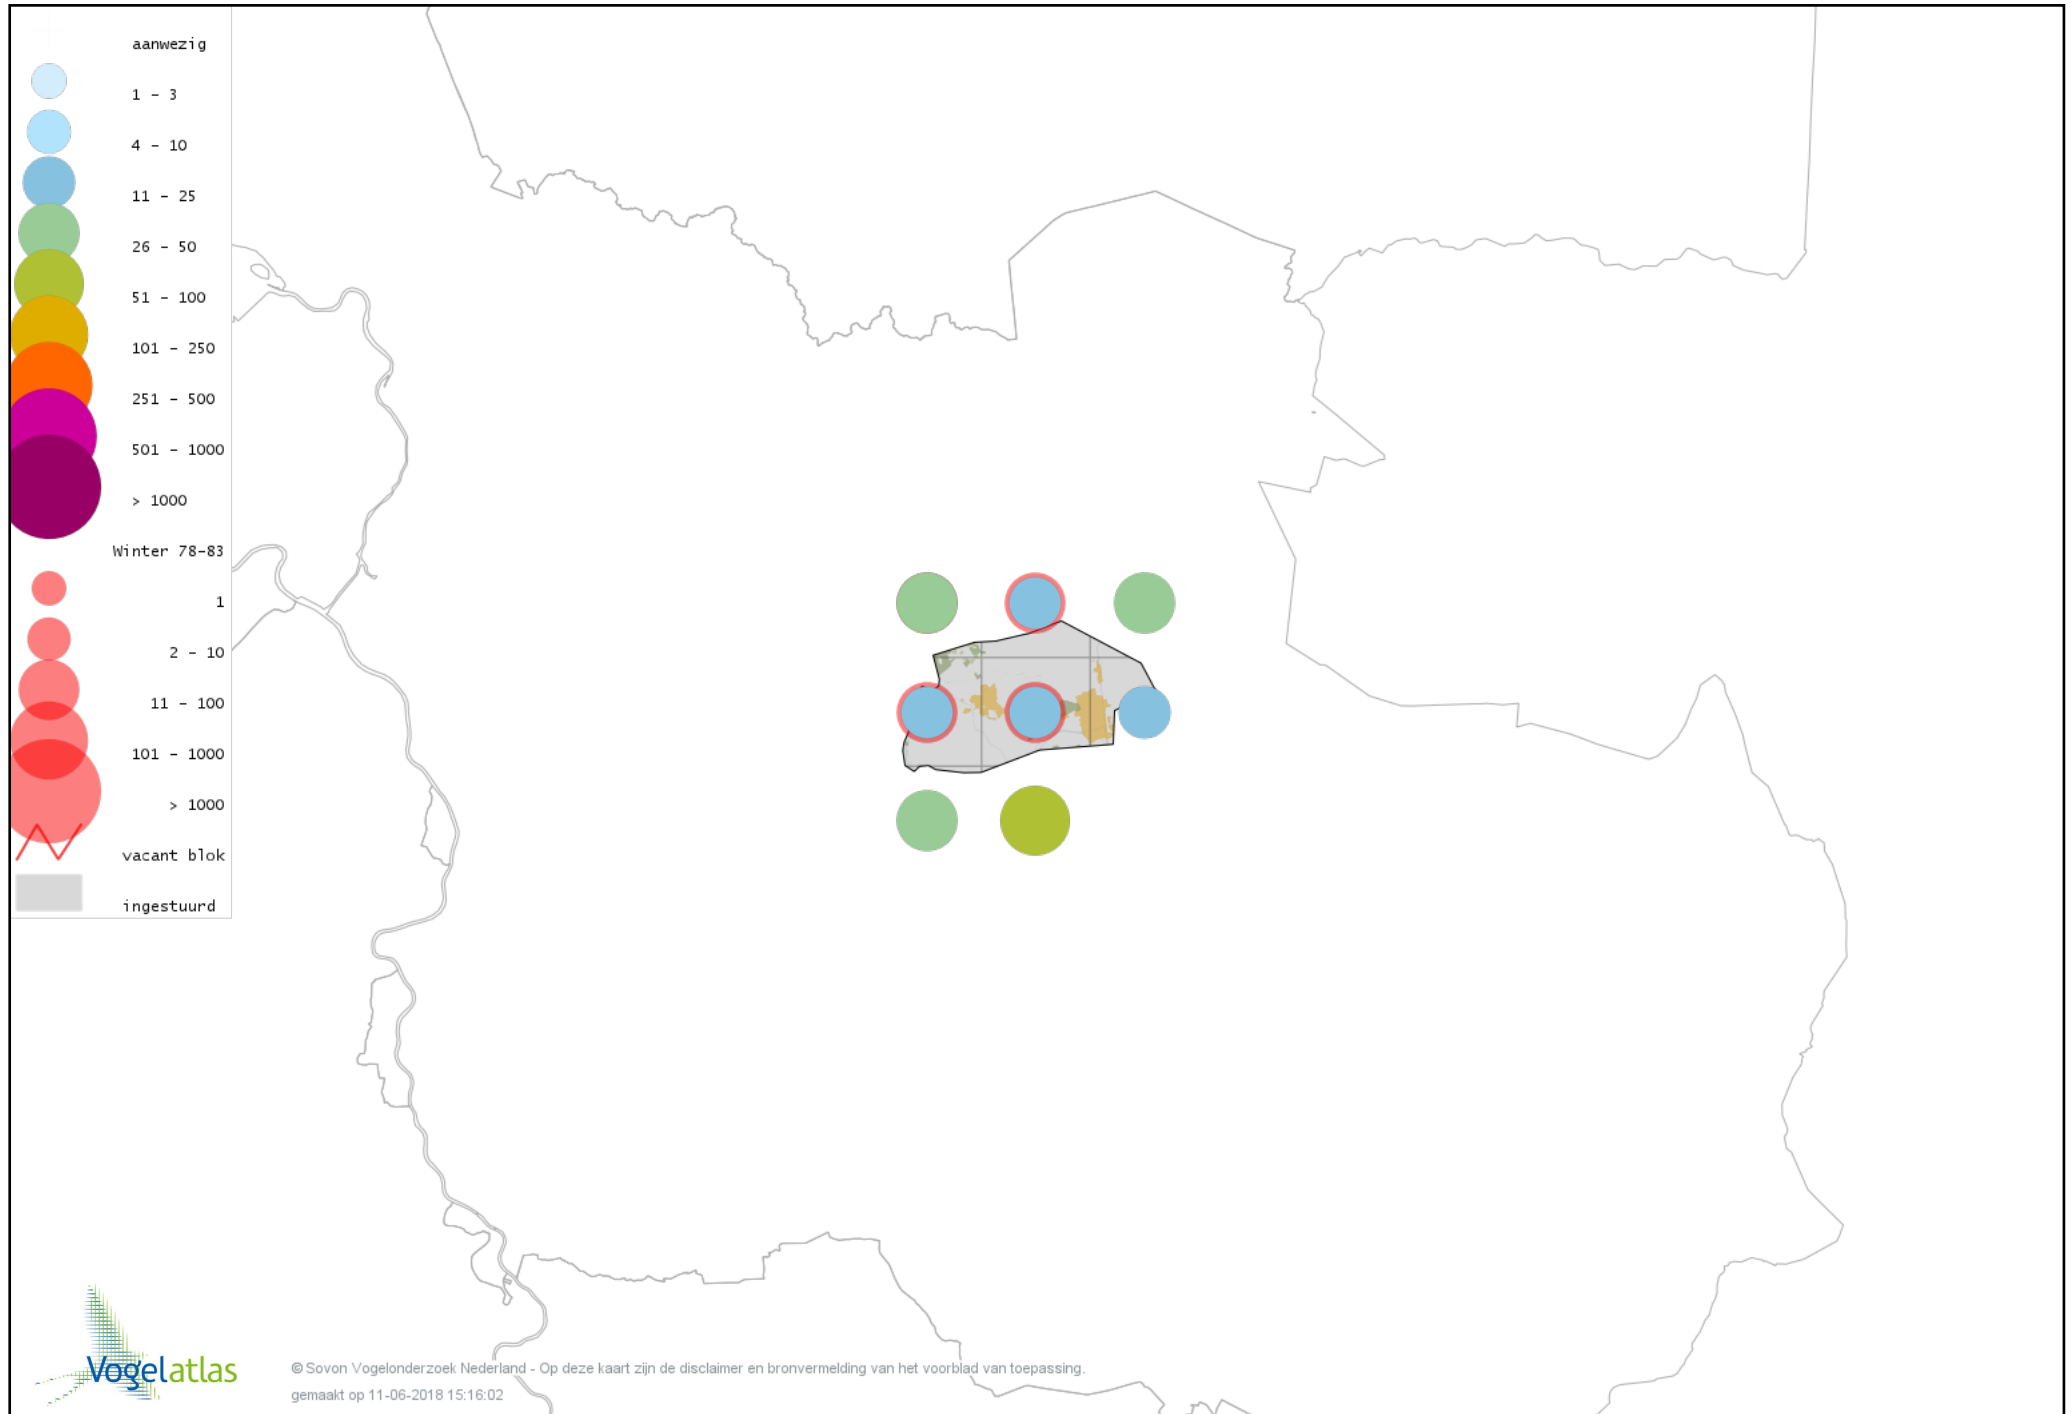 aanwezig
1 - 3
4 - 10
11 - 25
26 - 50
51 - 100
101 - 250
251 - 500
501 - 1000
> 1000
Winter 78-83
1
2 - 10
11 - 100
101 - 1000
> 1000
vacant blok
ingestuurd
Vogelatlas
© Sovon Vogelonderzoek Nederland - Op deze kaart zijn de disclaimer en bronvermelding van het voorblad van toepassing.
gemaakt op 11-06-2018 15:16:02